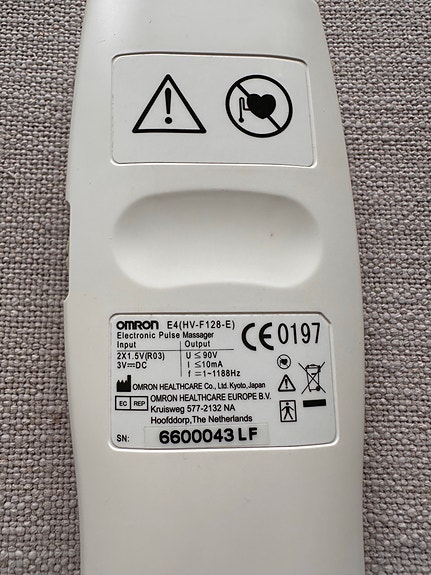 OMRON E4(HV-F128-E)
Electronic Pulse Massager
Input Output
2X1.5V(R03) U ≤ 90V
3V⎓DC I ≤10mA
f = 1~1188Hz
CE 0197
OMRON HEALTHCARE Co., Ltd. Kyoto, Japan
EC REP OMRON HEALTHCARE EUROPE B.V.
Kruisweg 577-2132 NA
Hoofddorp, The Netherlands
SN: 6600043 LF